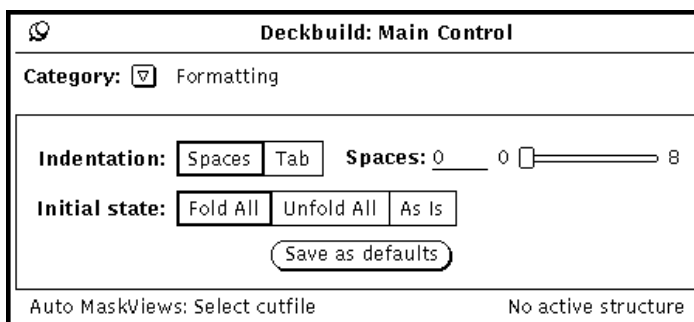 Deckbuild: Main Control
Category: Formatting
Indentation: Spaces Tab Spaces: 0 0 8
Initial state: Fold All Unfold All As Is
Save as defaults
Auto MaskViews: Select cutfile No active structure